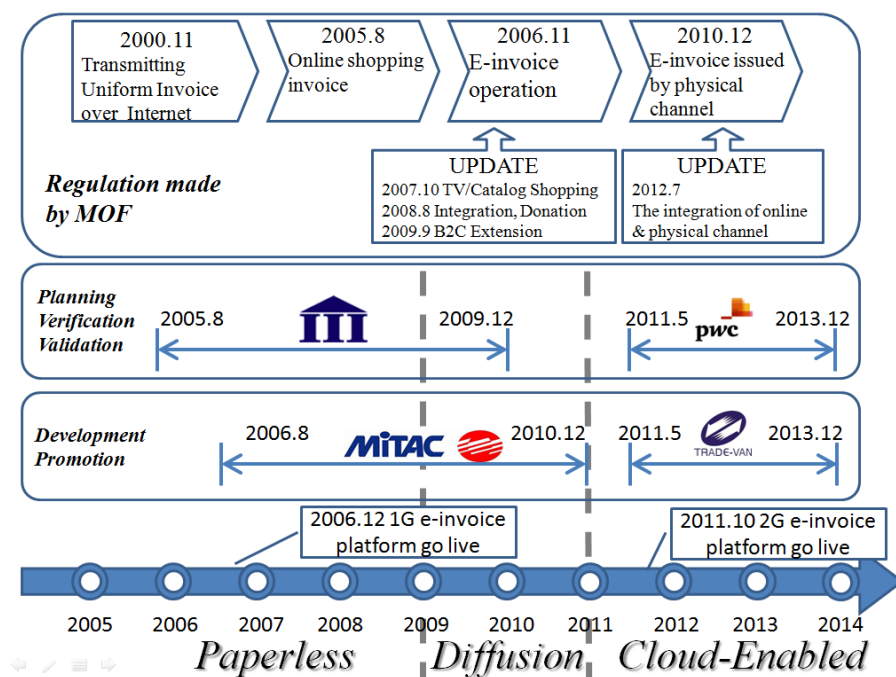 2000.11
Transmitting
Uniform Invoice
over Internet
2005.8
Online shopping
invoice
2006.11
E-invoice
operation
2010.12
E-invoice issued
by physical
channel
Regulation made
by MOF
UPDATE
2007.10 TV/Catalog Shopping
2008.8 Integration, Donation
2009.9 B2C Extension
UPDATE
2012.7
The integration of online
& physical channel
Planning
Verification
Validation
2005.8
2009.12
2011.5
pwc
2013.12
Development
Promotion
2006.8
MiTAC
2010.12
2011.5
TRADE-VAN
2013.12
2006.12 1G e-invoice
platform go live
2011.10 2G e-invoice
platform go live
2005 2006 2007 2008 2009 2010 2011 2012 2013 2014
Paperless Diffusion Cloud-Enabled